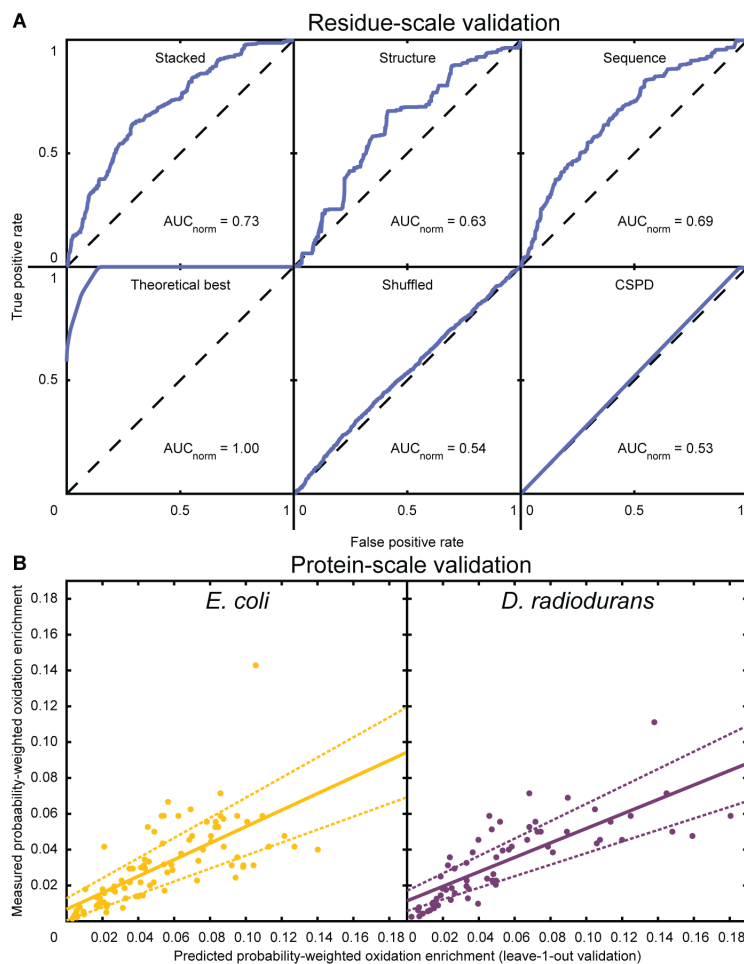 A
Residue-scale validation
Stacked
Structure
Sequence
1
0.5
0
AUCnorm = 0.73
AUCnorm = 0.63
AUCnorm = 0.69
True positive rate
Theoretical best
Shuffled
CSPD
1
0.5
AUCnorm = 1.00
AUCnorm = 0.54
AUCnorm = 0.53
0 0.5 1 0 0.5 1 0 0.5 1
False positive rate
B
Protein-scale validation
E. coli
D. radiodurans
0.19
0.18
0.16
0.14
0.12
0.10
0.08
0.06
0.04
0.02
0
Measured probaability-weighted oxidation enrichment
0.02 0.04 0.06 0.08 0.10 0.12 0.14 0.16 0.18
0.02 0.04 0.06 0.08 0.10 0.12 0.14 0.16 0.18
Predicted probability-weighted oxidation enrichment (leave-1-out validation)